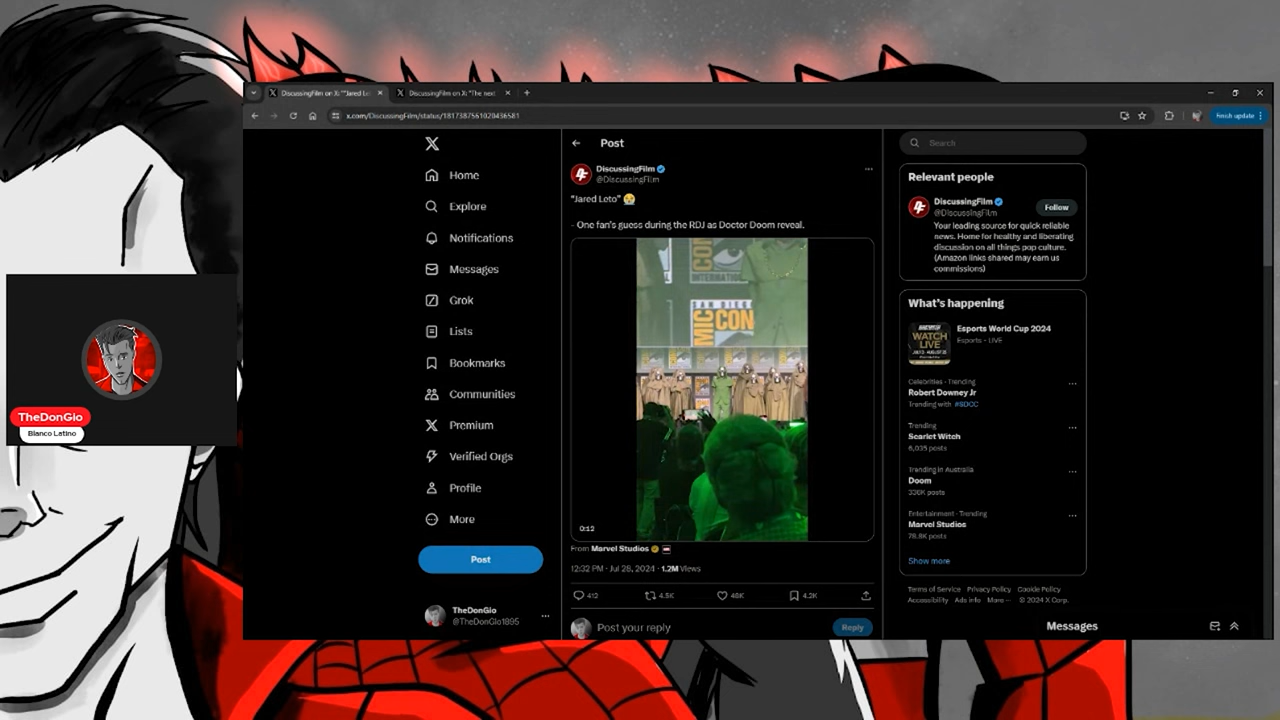 DiscussingFilm on X: "Jared Le
DiscussingFilm on X: "The next
x.com/DiscussingFilm/status/1817387561029436581
Finish update
Home
Explore
Notifications
Messages
Grok
Lists
Bookmarks
Communities
Premium
Verified Orgs
Profile
More
Post
TheDonGio
@TheDonGio1895
TheDonGio
Blanco Latino
Post
DiscussingFilm
@DiscussingFilm
"Jared Leto" 😭
- One fan's guess during the RDJ as Doctor Doom reveal.
COMIC
CON
INTERNATIONAL
SAN DIEGO
MIC
CON
0:12
From Marvel Studios
12:32 PM · Jul 28, 2024 · 1.2M Views
412
4.5K
48K
4.2K
Post your reply
Reply
Search
Relevant people
DiscussingFilm
@DiscussingFilm
Follow
Your leading source for quick reliable
news. Home for healthy and liberating
discussion on all things pop culture.
(Amazon links shared may earn us
commissions)
What's happening
WATCH
LIVE
Esports World Cup 2024
Esports · LIVE
Celebrities · Trending
Robert Downey Jr
Trending with #SDCC
Trending
Scarlet Witch
6,035 posts
Trending in Australia
Doom
330K posts
Entertainment · Trending
Marvel Studios
78.8K posts
Show more
Terms of Service Privacy Policy Cookie Policy
Accessibility Ads info More ··· © 2024 X Corp.
Messages